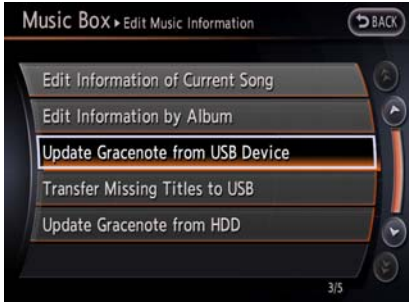 Music Box ▸ Edit Music Information
BACK
Edit Information of Current Song
Edit Information by Album
Update Gracenote from USB Device
Transfer Missing Titles to USB
Update Gracenote from HDD
3/5